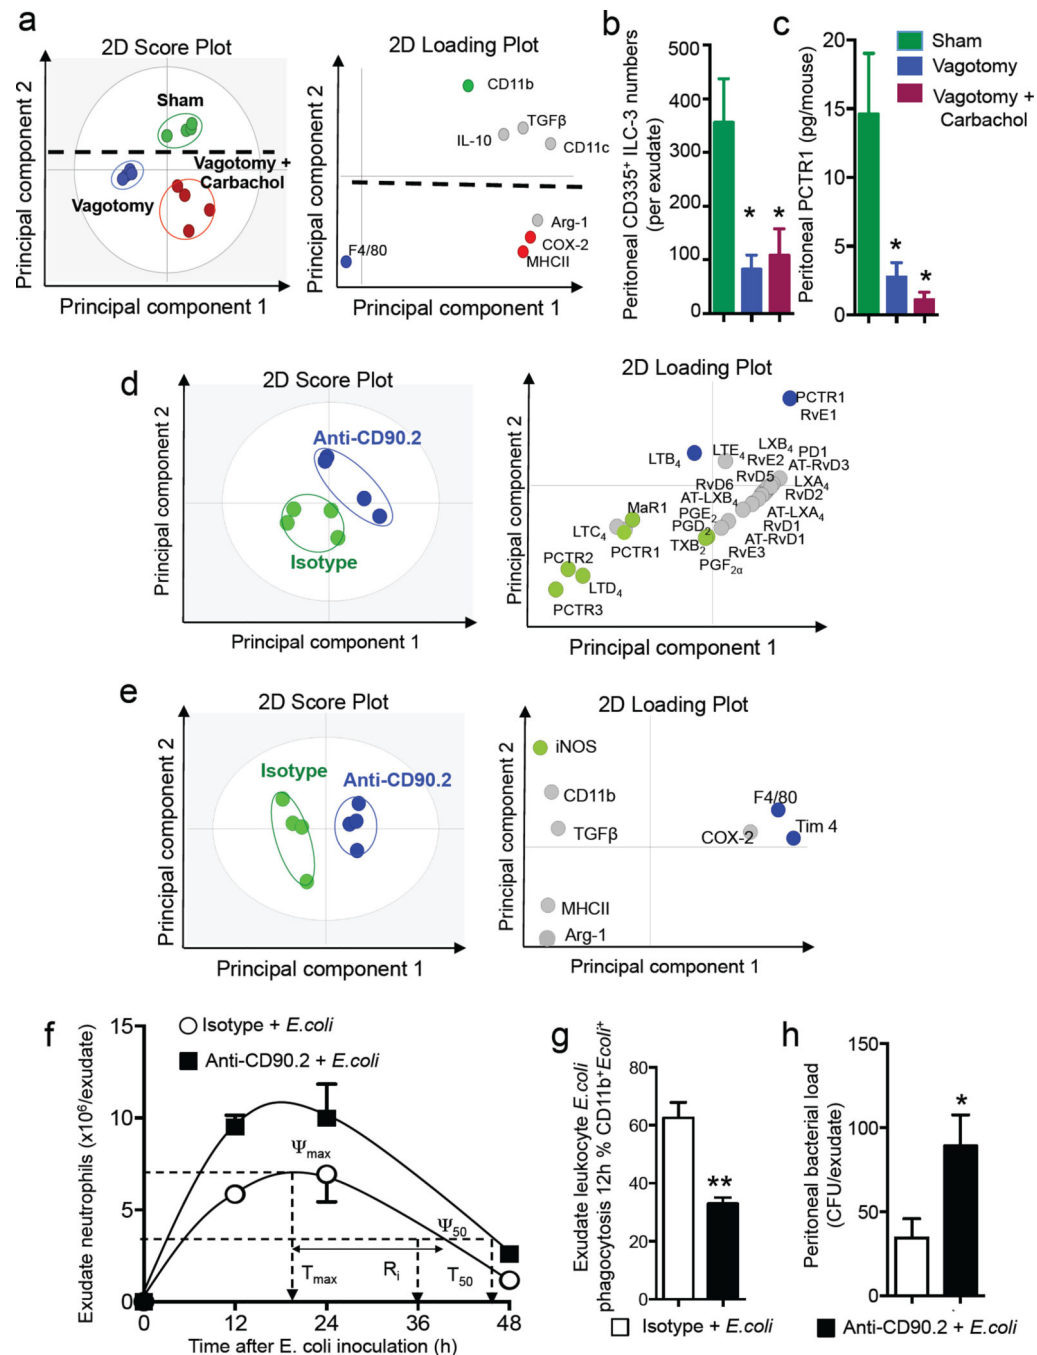 a
2D Score Plot
Principal component 2
Sham
Vagotomy +
Carbachol
Vagotomy
Principal component 1
2D Loading Plot
Principal component 2
CD11b
TGFβ
IL-10
CD11c
Arg-1
COX-2
MHCII
F4/80
Principal component 1
b
Peritoneal CD335⁺ ILC-3 numbers
(per exudate)
500
400
300
200
100
0
*
*
c
Peritoneal PCTR1 (pg/mouse)
20
15
10
5
0
*
*
Sham
Vagotomy
Vagotomy +
Carbachol
d
2D Score Plot
Principal component 2
Anti-CD90.2
Isotype
Principal component 1
2D Loading Plot
Principal component 2
PCTR1
RvE1
LTB₄
LTE₄
LXB₄
PD1
RvE2
AT-RvD3
RvD5
LXA₄
RvD6
RvD2
AT-LXB₄
AT-LXA₄
MaR1
PGE₂
RvD1
LTC₄
PGD₂
AT-RvD1
PCTR1
TXB₂
RvE3
PCTR2
PGF₂α
LTD₄
PCTR3
Principal component 1
e
2D Score Plot
Principal component 2
Isotype
Anti-CD90.2
Principal component 1
2D Loading Plot
Principal component 2
iNOS
CD11b
F4/80
TGFβ
COX-2
Tim 4
MHCII
Arg-1
Principal component 1
f
Exudate neutrophils (x10⁶/exudate)
15
10
5
0
Isotype + E.coli
Anti-CD90.2 + E.coli
Ψmax
Ψ50
Tmax
Ri
T50
0
12
24
36
48
Time after E. coli inoculation (h)
g
Exudate leukocyte E.coli
phagocytosis 12h % CD11b⁺Ecoli⁺
80
60
40
20
0
**
h
Peritoneal bacterial load
(CFU/exudate)
150
100
50
0
*
Isotype + E.coli
Anti-CD90.2 + E.coli